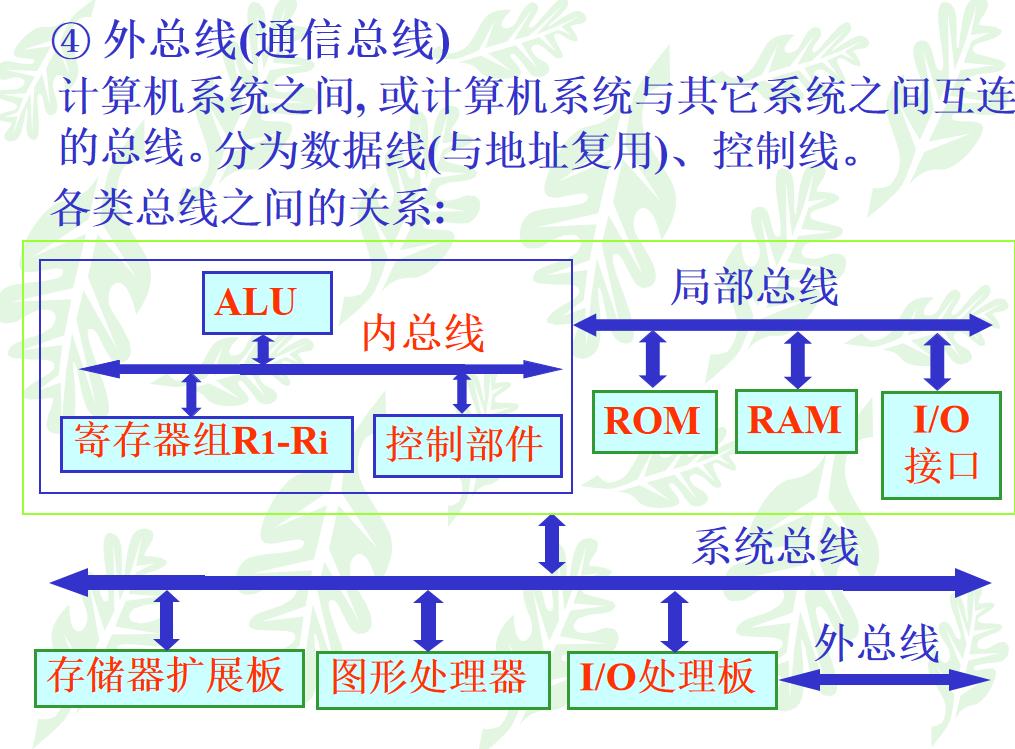 ④ 外总线(通信总线)
计算机系统之间, 或计算机系统与其它系统之间互连
的总线。分为数据线(与地址复用)、控制线。
各类总线之间的关系:
ALU
内总线
寄存器组R1-Ri
控制部件
局部总线
ROM
RAM
I/O
接口
系统总线
存储器扩展板
图形处理器
I/O处理板
外总线